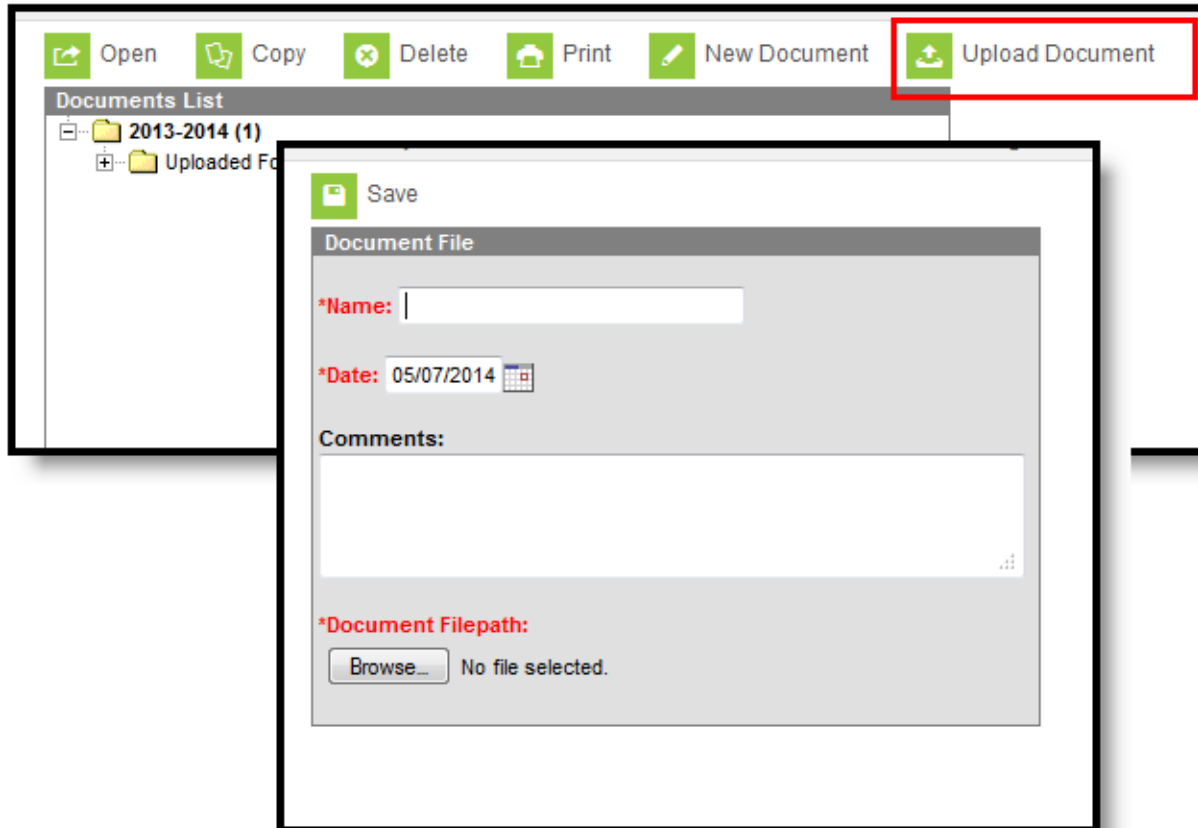 Open Copy Delete Print New Document Upload Document
Documents List
2013-2014 (1)
Uploaded
Save
Document File
*Name:
*Date: 05/07/2014
Comments:
*Document Filepath:
Browse... No file selected.